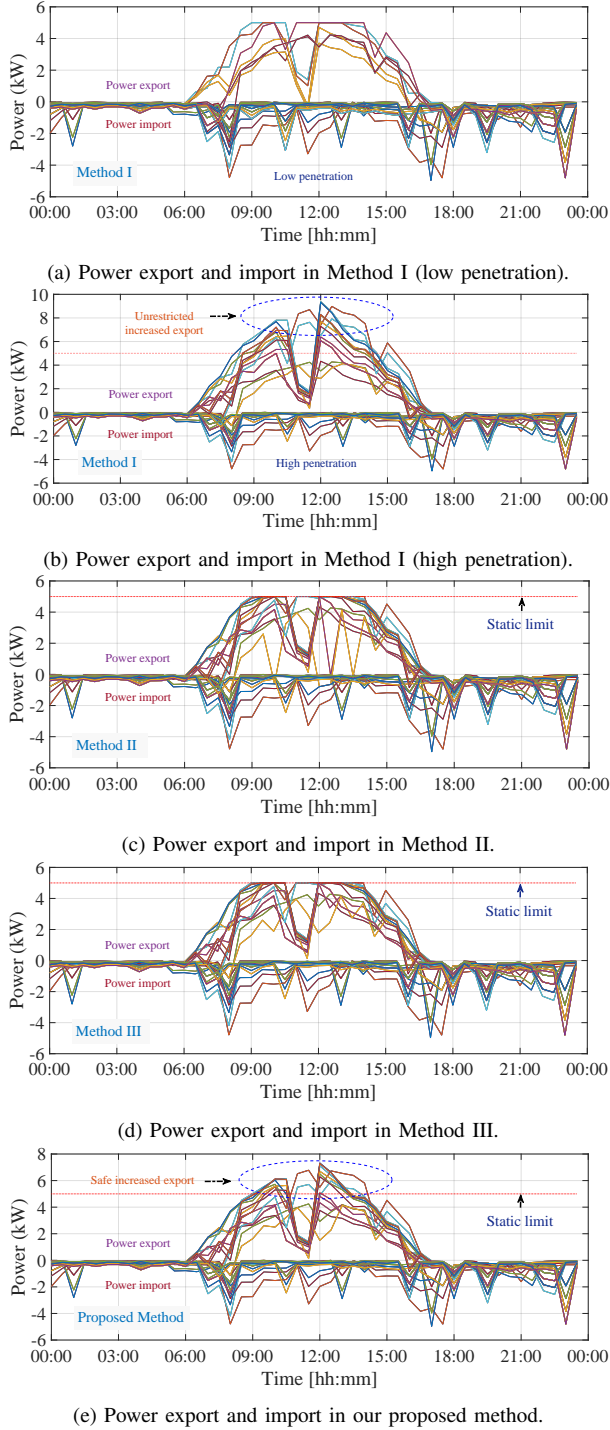 6
4
2
0
-2
-4
-6
Power (kW)
Power export
Power import
Method I
Low penetration
00:00 03:00 06:00 09:00 12:00 15:00 18:00 21:00 00:00
Time [hh:mm]
(a) Power export and import in Method I (low penetration).
10
8
6
4
2
0
-2
-4
-6
Power (kW)
Unrestricted
increased export
Power export
Power import
Method I
High penetration
00:00 03:00 06:00 09:00 12:00 15:00 18:00 21:00 00:00
Time [hh:mm]
(b) Power export and import in Method I (high penetration).
6
4
2
0
-2
-4
-6
Power (kW)
Static limit
Power export
Power import
Method II
00:00 03:00 06:00 09:00 12:00 15:00 18:00 21:00 00:00
Time [hh:mm]
(c) Power export and import in Method II.
6
4
2
0
-2
-4
-6
Power (kW)
Static limit
Power export
Power import
Method III
00:00 03:00 06:00 09:00 12:00 15:00 18:00 21:00 00:00
Time [hh:mm]
(d) Power export and import in Method III.
8
6
4
2
0
-2
-4
-6
Power (kW)
Safe increased export
Static limit
Power export
Power import
Proposed Method
00:00 03:00 06:00 09:00 12:00 15:00 18:00 21:00 00:00
Time [hh:mm]
(e) Power export and import in our proposed method.